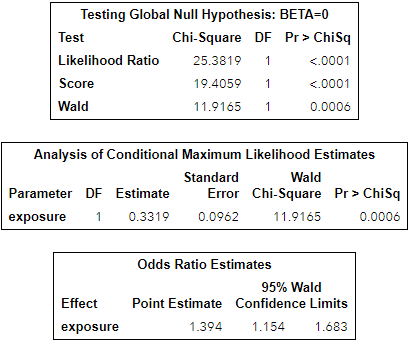 Testing Global Null Hypothesis: BETA=0
Test Chi-Square DF Pr > ChiSq
Likelihood Ratio 25.3819 1 <.0001
Score 19.4059 1 <.0001
Wald 11.9165 1 0.0006
Analysis of Conditional Maximum Likelihood Estimates
Parameter DF Estimate Standard Error Wald Chi-Square Pr > ChiSq
exposure 1 0.3319 0.0962 11.9165 0.0006
Odds Ratio Estimates
Effect Point Estimate 95% Wald Confidence Limits
exposure 1.394 1.154 1.683